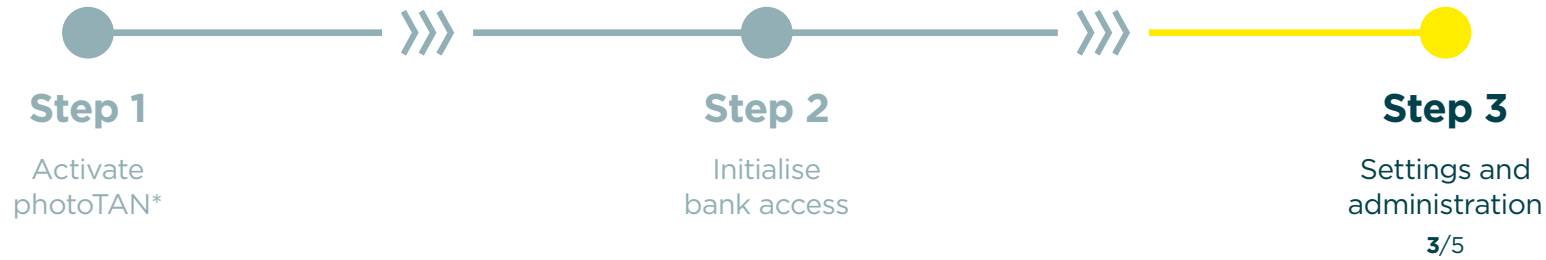 Step 1
Activate
photoTAN*
Step 2
Initialise
bank access
Step 3
Settings and
administration
3/5